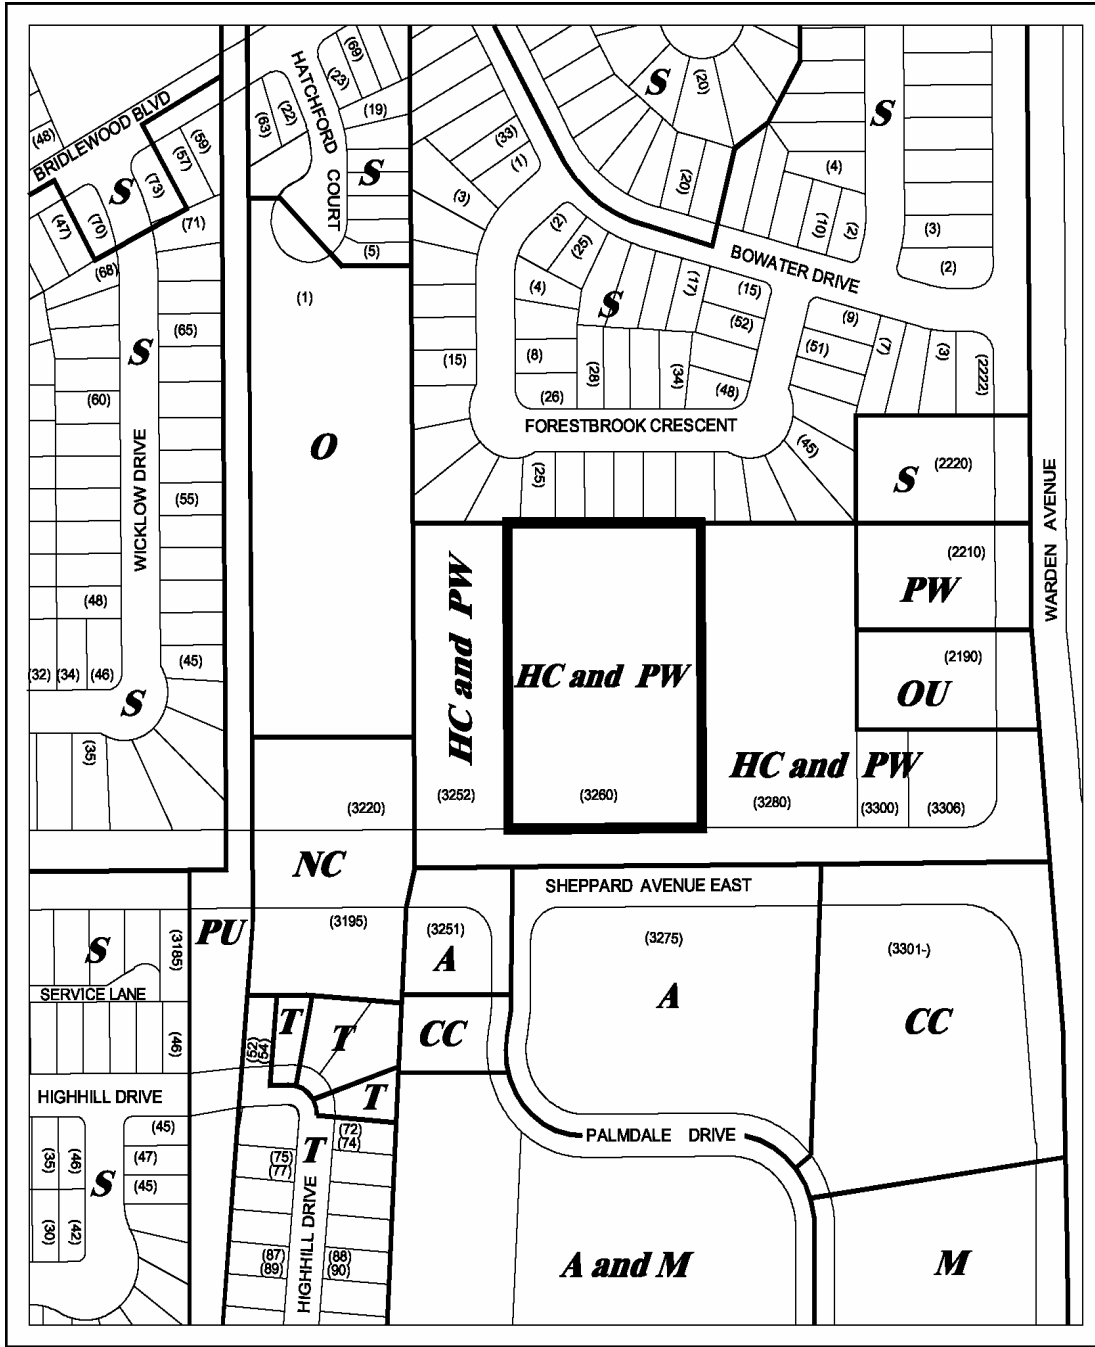 BRIDLEWOOD BLVD
HATCHFORD COURT
(48)
(63)
(22)
(23)
(69)
(19)
(59)
(57)
(73)
(71)
(47)
(70)
(68)
S
S
(5)
(33)
(1)
(3)
S
(20)
(20)
S
(4)
(10)
(2)
(3)
(2)
BOWATER DRIVE
(1)
(2)
(25)
(4)
S
(17)
(15)
(52)
(9)
(51)
(7)
(3)
(2222)
(65)
S
(60)
(15)
(8)
(26)
(28)
(34)
(48)
FORESTBROOK CRESCENT
(45)
(25)
WICKLOW DRIVE
O
(55)
(48)
(45)
(32)
(34)
(46)
S
(35)
S
(2220)
WARDEN AVENUE
(2210)
PW
(2190)
OU
HC and PW
HC and PW
HC and PW
(3220)
(3252)
(3260)
(3280)
(3300)
(3306)
NC
SHEPPARD AVENUE EAST
PU
(3195)
(3251)
A
(3275)
A
(3301-)
CC
S
(3185)
SERVICE LANE
(46)
(52)
(54)
T
T
T
CC
HIGHHILL DRIVE
(45)
(47)
(45)
(35)
(46)
(30)
(42)
S
(72)
(74)
T
(75)
(77)
HIGHHILL DRIVE
(87)
(89)
(88)
(90)
PALMDALE DRIVE
A and M
M